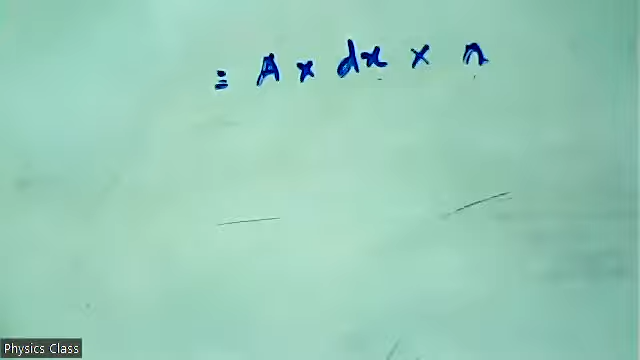 = A x dx x n
Physics Class